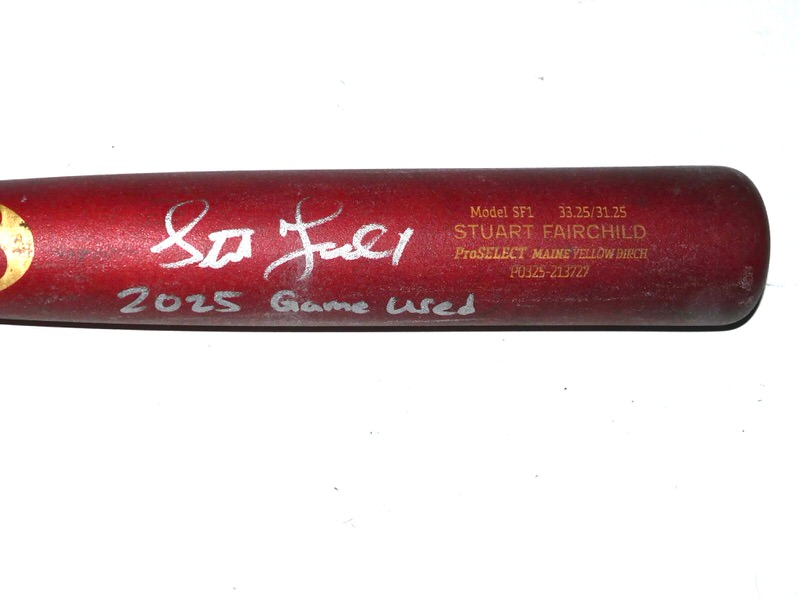 Model SF1 33.25/31.25
STUART FAIRCHILD
ProSELECT MAINE YELLOW BIRCH
P0325-213727
2025 Game Used